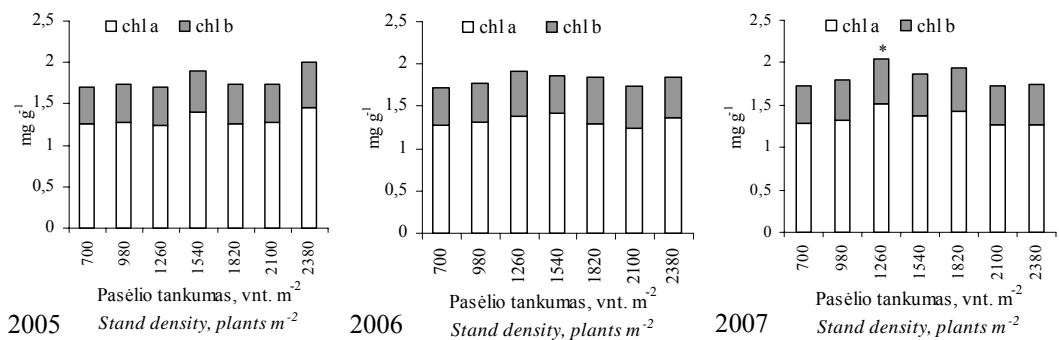 chl a chl b
2,5
2
1,5
1
0,5
0
mg g-1
700 980 1260 1540 1820 2100 2380
Pasėlio tankumas, vnt. m-2
2005 Stand density, plants m-2
chl a chl b
2,5
2
1,5
1
0,5
0
mg g-1
700 980 1260 1540 1820 2100 2380
Pasėlio tankumas, vnt. m-2
2006 Stand density, plants m-2
chl a chl b
2,5
2
1,5
1
0,5
0
mg g-1
*
700 980 1260 1540 1820 2100 2380
Pasėlio tankumas, vnt. m-2
2007 Stand density, plants m-2